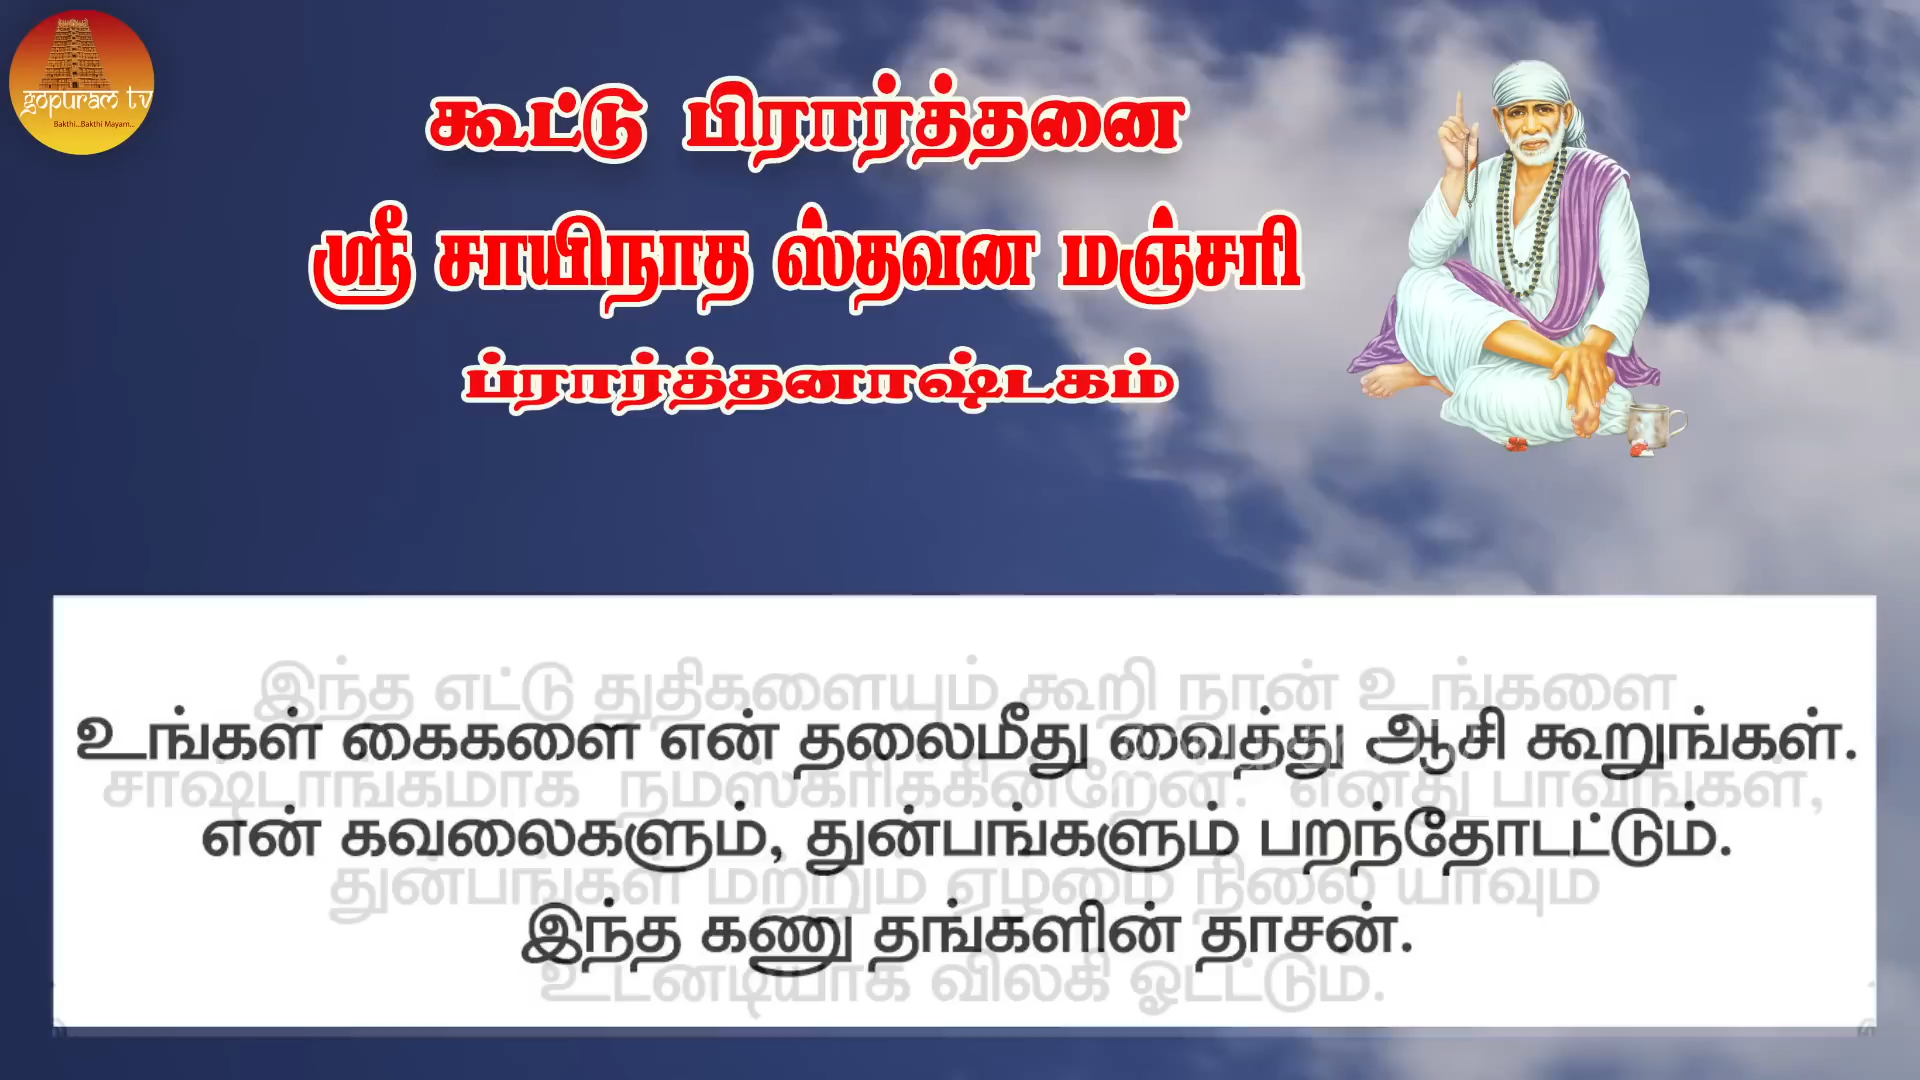 gopuram tv
Bakthi...Bakthi Mayam...
கூட்டு பிரார்த்தனை
ஸ்ரீ சாயிநாத ஸ்தவன மஞ்சரி
ப்ரார்த்தனாஷ்டகம்
இந்த எட்டு துதிகளையும் கூறி நான் உங்களை
உங்கள் கைகளை என் தலைமீது வைத்து ஆசி கூறுங்கள்.
சாஷ்டாங்கமாக நமஸ்கரிக்கின்றேன். எனது பாவங்கள்,
என் கவலைகளும், துன்பங்களும் பறந்தோடட்டும்.
துன்பங்கள் மற்றும் ஏழ்மை நிலை யாவும்
இந்த கணு தங்களின் தாசன்.
உடனடியாக விலகி ஓட்டடும்.